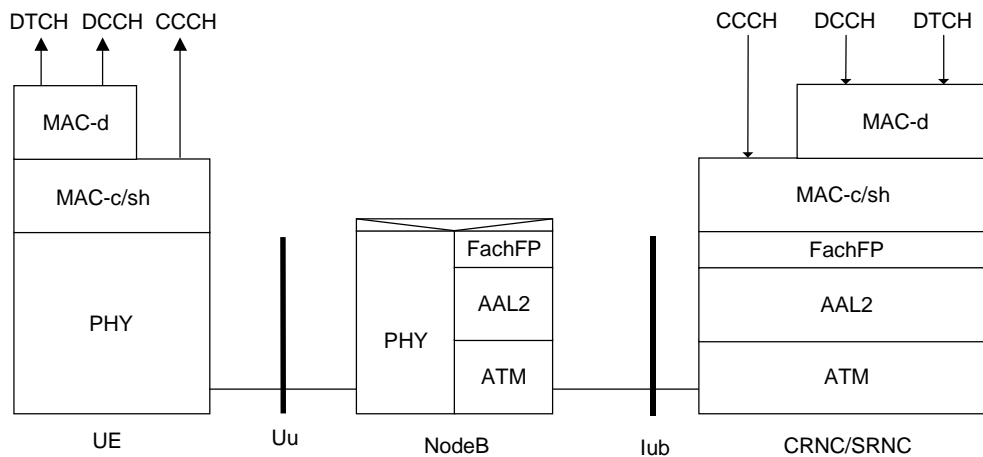 DTCH DCCH CCCH
CCCH DCCH DTCH
MAC-d
MAC-d
MAC-c/sh
MAC-c/sh
FachFP
FachFP
AAL2
AAL2
PHY
PHY
ATM
ATM
UE
Uu
NodeB
Iub
CRNC/SRNC